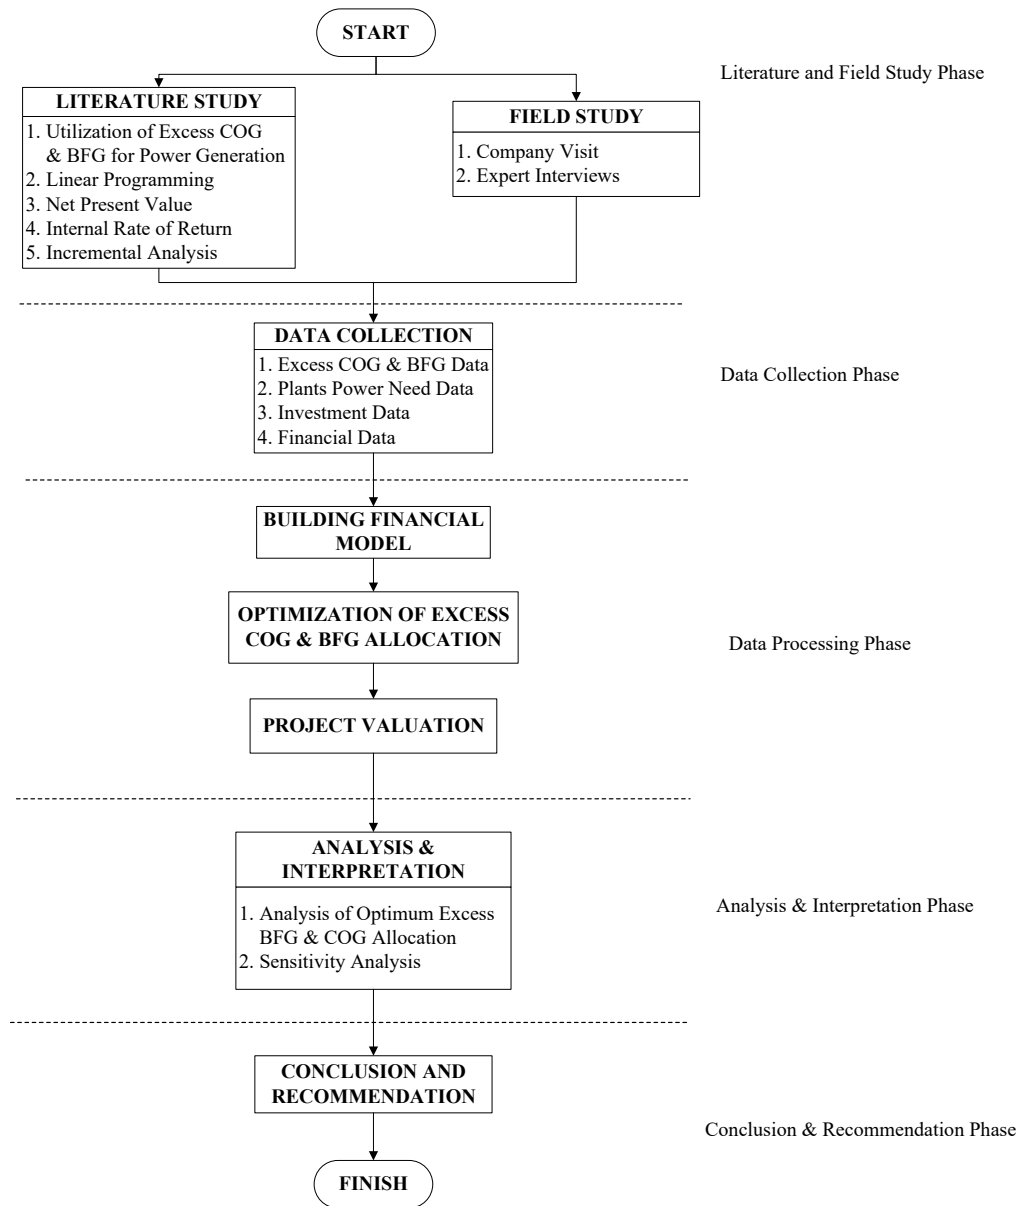 START
Literature and Field Study Phase
LITERATURE STUDY
1. Utilization of Excess COG
& BFG for Power Generation
2. Linear Programming
3. Net Present Value
4. Internal Rate of Return
5. Incremental Analysis
FIELD STUDY
1. Company Visit
2. Expert Interviews
DATA COLLECTION
1. Excess COG & BFG Data
2. Plants Power Need Data
3. Investment Data
4. Financial Data
Data Collection Phase
BUILDING FINANCIAL
MODEL
OPTIMIZATION OF EXCESS
COG & BFG ALLOCATION
Data Processing Phase
PROJECT VALUATION
ANALYSIS &
INTERPRETATION
1. Analysis of Optimum Excess
BFG & COG Allocation
2. Sensitivity Analysis
Analysis & Interpretation Phase
CONCLUSION AND
RECOMMENDATION
Conclusion & Recommendation Phase
FINISH